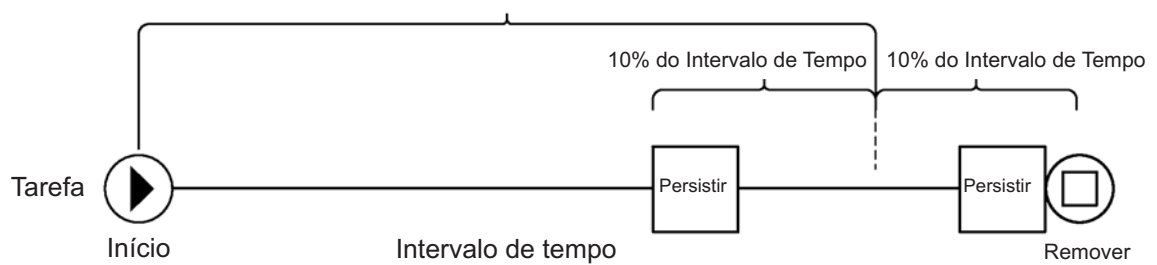 10% do Intervalo de Tempo
10% do Intervalo de Tempo
Tarefa
Persistir
Persistir
Início
Intervalo de tempo
Remover